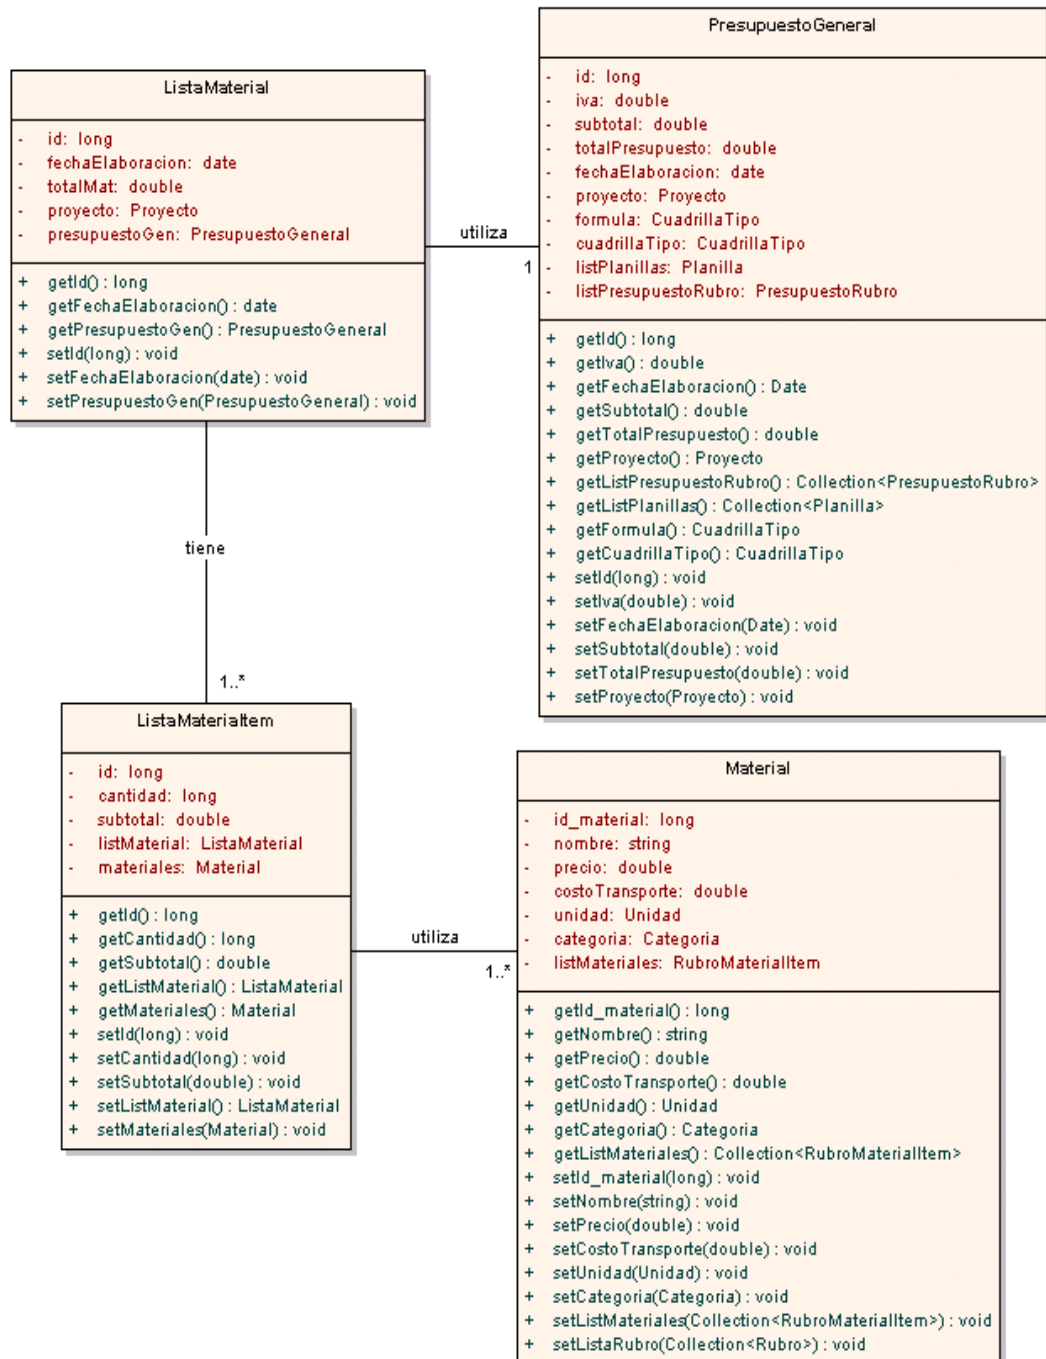 ListaMaterial
- id: long
- fechaElaboracion: date
- totalMat: double
- proyecto: Proyecto
- presupuestoGen: PresupuestoGeneral
+ getId() : long
+ getFechaElaboracion() : date
+ getPresupuestoGen() : PresupuestoGeneral
+ setId(long) : void
+ setFechaElaboracion(date) : void
+ setPresupuestoGen(PresupuestoGeneral) : void
utiliza
1
PresupuestoGeneral
- id: long
- iva: double
- subtotal: double
- totalPresupuesto: double
- fechaElaboracion: date
- proyecto: Proyecto
- formula: CuadrillaTipo
- cuadrillaTipo: CuadrillaTipo
- listPlanillas: Planilla
- listPresupuestoRubro: PresupuestoRubro
+ getId() : long
+ getIva() : double
+ getFechaElaboracion() : Date
+ getSubtotal() : double
+ getTotalPresupuesto() : double
+ getProyecto() : Proyecto
+ getListPresupuestoRubro() : Collection<PresupuestoRubro>
+ getListPlanillas() : Collection<Planilla>
+ getFormula() : CuadrillaTipo
+ getCuadrillaTipo() : CuadrillaTipo
+ setId(long) : void
+ setIva(double) : void
+ setFechaElaboracion(Date) : void
+ setSubtotal(double) : void
+ setTotalPresupuesto(double) : void
+ setProyecto(Proyecto) : void
tiene
1..*
ListaMaterialtem
- id: long
- cantidad: long
- subtotal: double
- listMaterial: ListaMaterial
- materiales: Material
+ getId() : long
+ getCantidad() : long
+ getSubtotal() : double
+ getListMaterial() : ListaMaterial
+ getMateriales() : Material
+ setId(long) : void
+ setCantidad(long) : void
+ setSubtotal(double) : void
+ setListMaterial() : ListaMaterial
+ setMateriales(Material) : void
utiliza
1..*
Material
- id_material: long
- nombre: string
- precio: double
- costoTransporte: double
- unidad: Unidad
- categoria: Categoria
- listMateriales: RubroMaterialItem
+ getId_material() : long
+ getNombre() : string
+ getPrecio() : double
+ getCostoTransporte() : double
+ getUnidad() : Unidad
+ getCategoria() : Categoria
+ getListMateriales() : Collection<RubroMaterialItem>
+ setId_material(long) : void
+ setNombre(string) : void
+ setPrecio(double) : void
+ setCostoTransporte(double) : void
+ setUnidad(Unidad) : void
+ setCategoria(Categoria) : void
+ setListMateriales(Collection<RubroMaterialItem>) : void
+ setListaRubro(Collection<Rubro>) : void